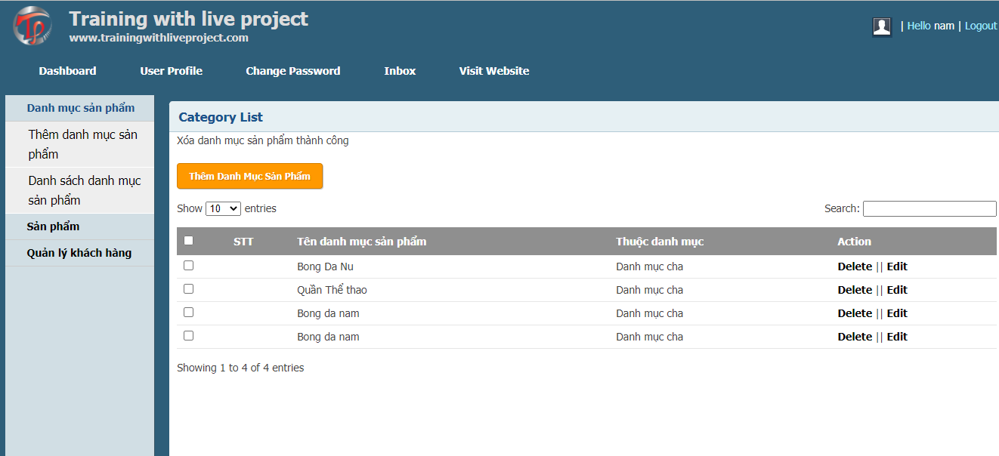 Training with live project
www.trainingwithliveproject.com
| Hello nam | Logout
Dashboard User Profile Change Password Inbox Visit Website
Danh mục sản phẩm
Thêm danh mục sản
phẩm
Danh sách danh mục
sản phẩm
Sản phẩm
Quản lý khách hàng
Category List
Xóa danh mục sản phẩm thành công
Thêm Danh Mục Sản Phẩm
Show 10 entries
Search:
STT Tên danh mục sản phẩm Thuộc danh mục Action
Bong Da Nu Danh mục cha Delete || Edit
Quần Thể thao Danh mục cha Delete || Edit
Bong da nam Danh mục cha Delete || Edit
Bong da nam Danh mục cha Delete || Edit
Showing 1 to 4 of 4 entries